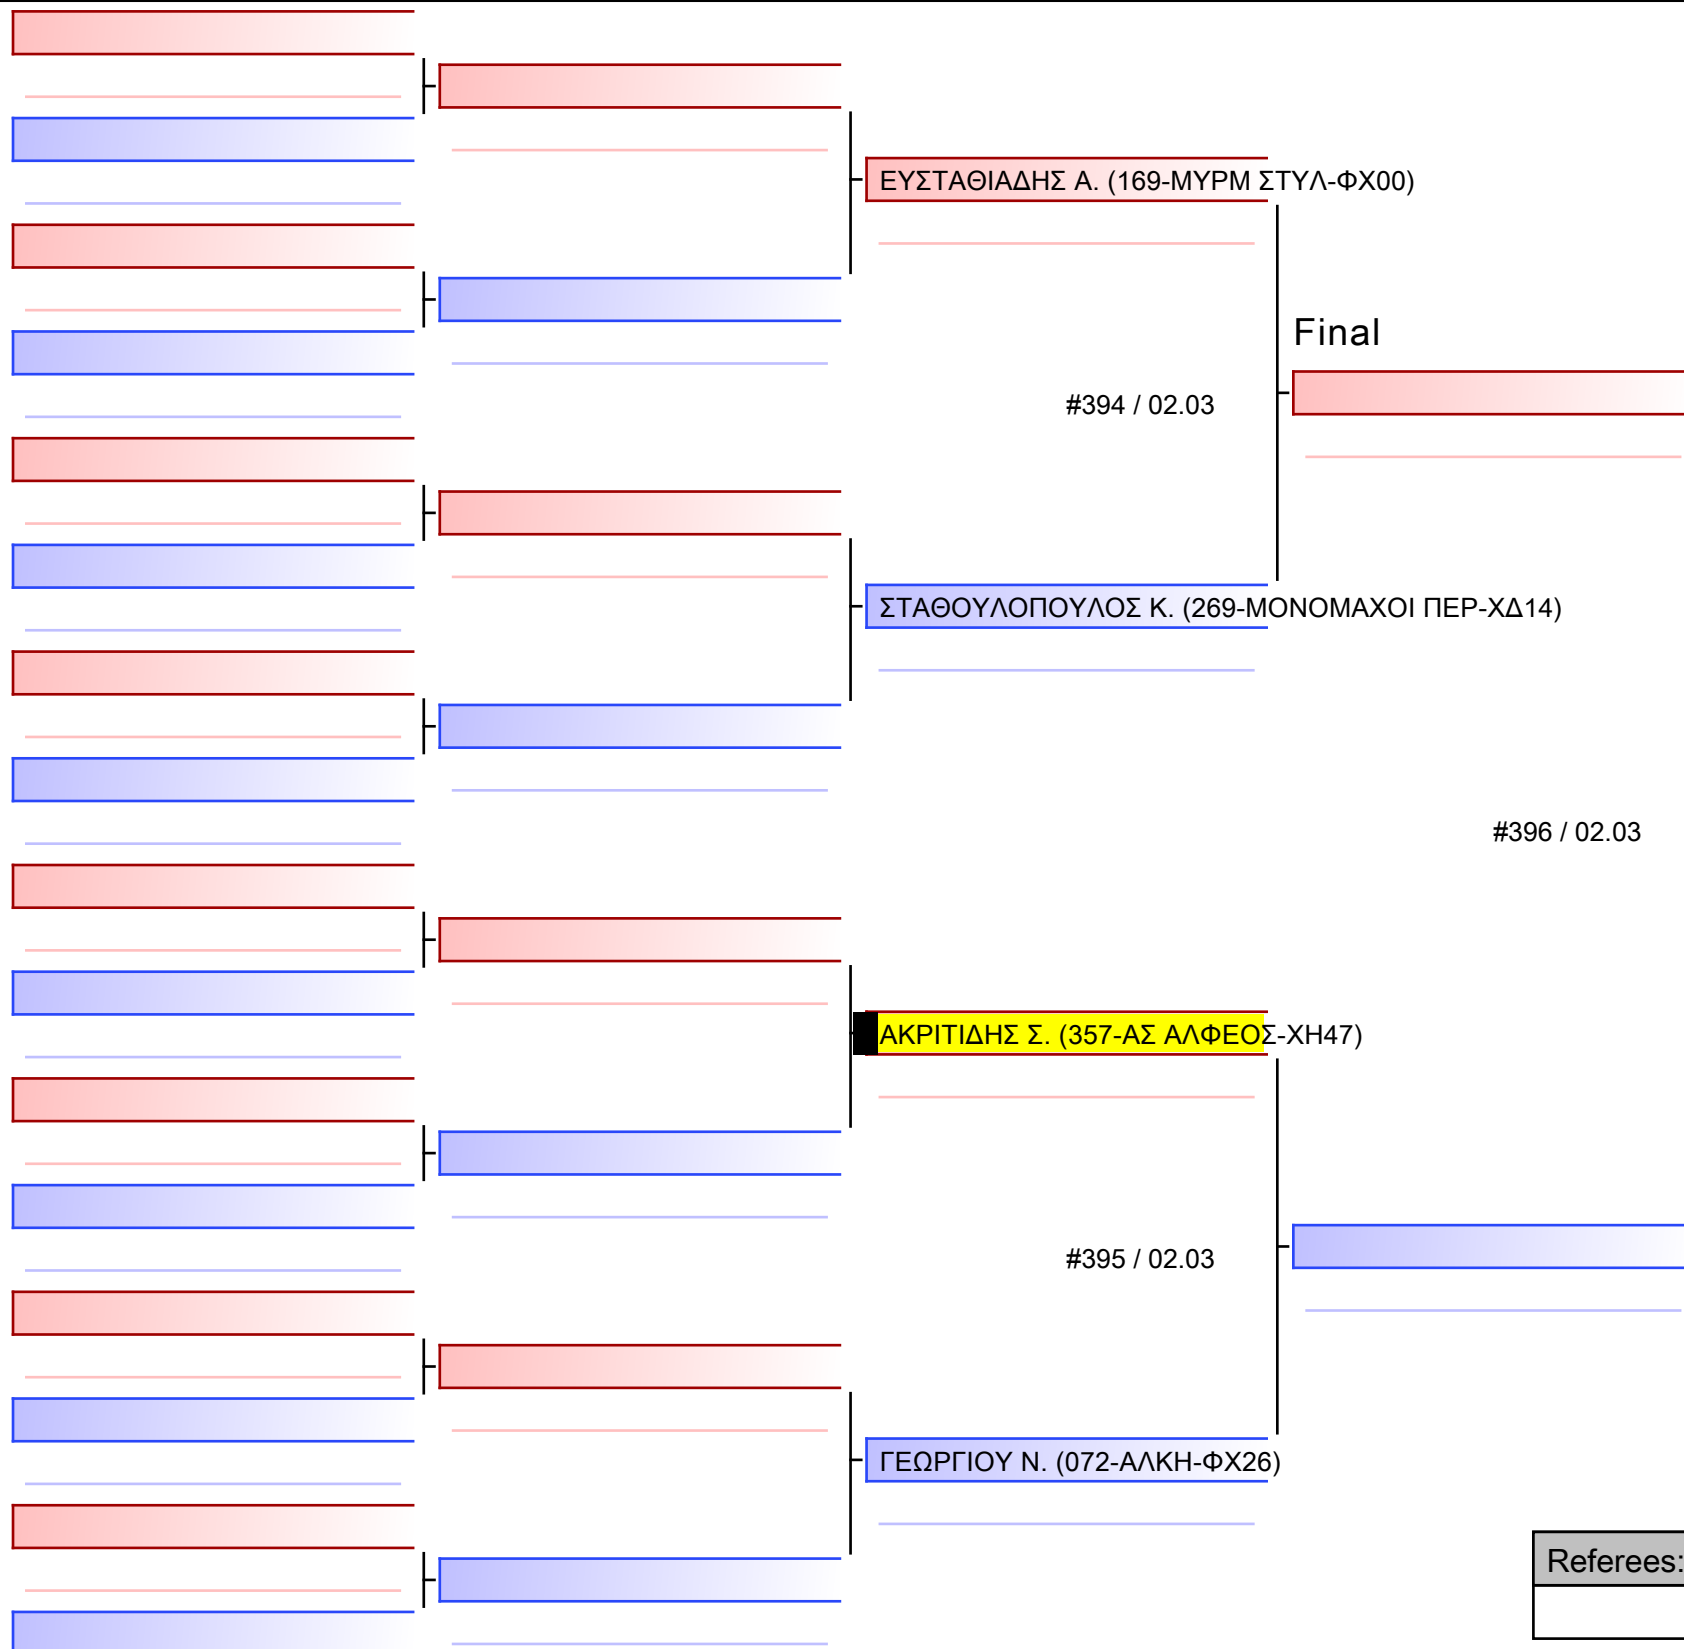 ΕΥΣΤΑΘΙΑΔΗΣ Α. (169-ΜΥΡΜ ΣΤΥΛ-ΦΧ00)
Final
#394 / 02.03
ΣΤΑΘΟΥΛΟΠΟΥΛΟΣ Κ. (269-ΜΟΝΟΜΑΧΟΙ ΠΕΡ-ΧΔ14)
#396 / 02.03
ΑΚΡΙΤΙΔΗΣ Σ. (357-ΑΣ ΑΛΦΕΟΣ-ΧΗ47)
#395 / 02.03
ΓΕΩΡΓΙΟΥ Ν. (072-ΑΛΚΗ-ΦΧ26)
Referees: